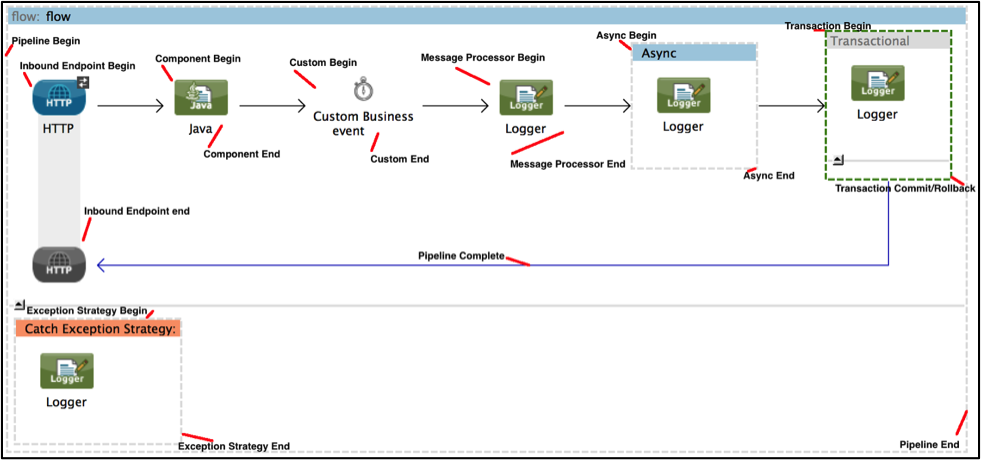 flow: flow
Pipeline Begin
Inbound Endpoint Begin
Component Begin
Custom Begin
Message Processor Begin
Async Begin
Transaction Begin
HTTP
HTTP
Java
Java
Custom Business
event
Logger
Logger
Async
Logger
Logger
Transactional
Logger
Logger
Component End
Custom End
Message Processor End
Async End
Transaction Commit/Rollback
Inbound Endpoint end
HTTP
Pipeline Complete
Exception Strategy Begin
Catch Exception Strategy:
Logger
Logger
Exception Strategy End
Pipeline End